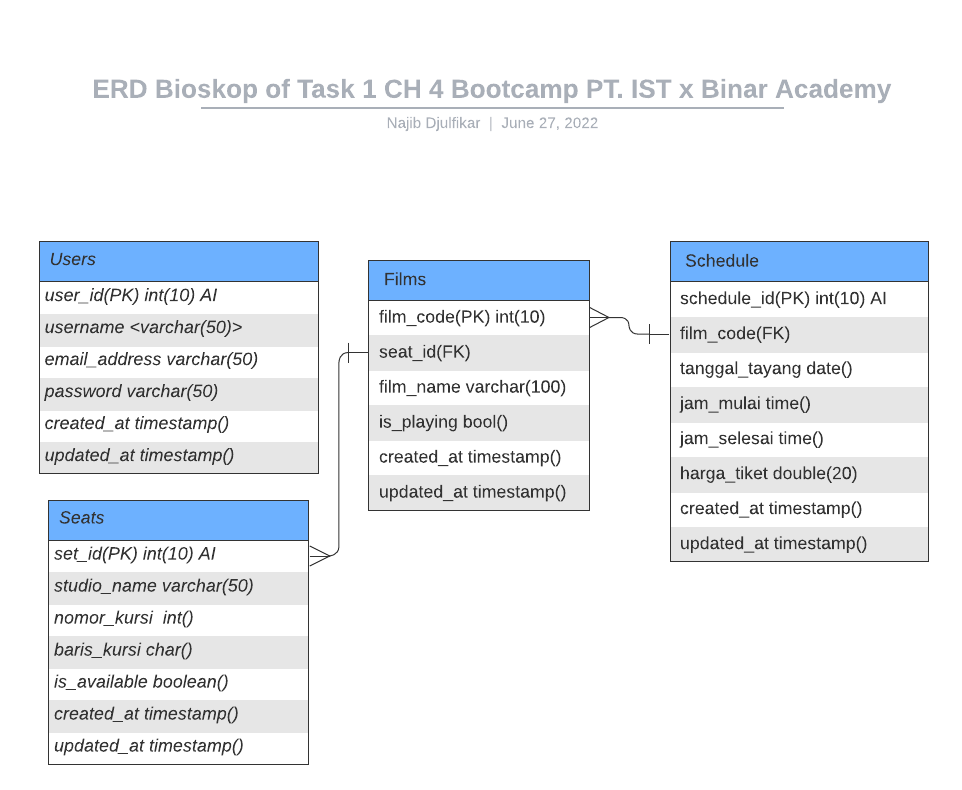 ERD Bioskop of Task 1 CH 4 Bootcamp PT. IST x Binar Academy
Najib Djulfikar | June 27, 2022
Users
user_id(PK) int(10) AI
username <varchar(50)>
email_address varchar(50)
password varchar(50)
created_at timestamp()
updated_at timestamp()
Seats
set_id(PK) int(10) AI
studio_name varchar(50)
nomor_kursi int()
baris_kursi char()
is_available boolean()
created_at timestamp()
updated_at timestamp()
Films
film_code(PK) int(10)
seat_id(FK)
film_name varchar(100)
is_playing bool()
created_at timestamp()
updated_at timestamp()
Schedule
schedule_id(PK) int(10) AI
film_code(FK)
tanggal_tayang date()
jam_mulai time()
jam_selesai time()
harga_tiket double(20)
created_at timestamp()
updated_at timestamp()